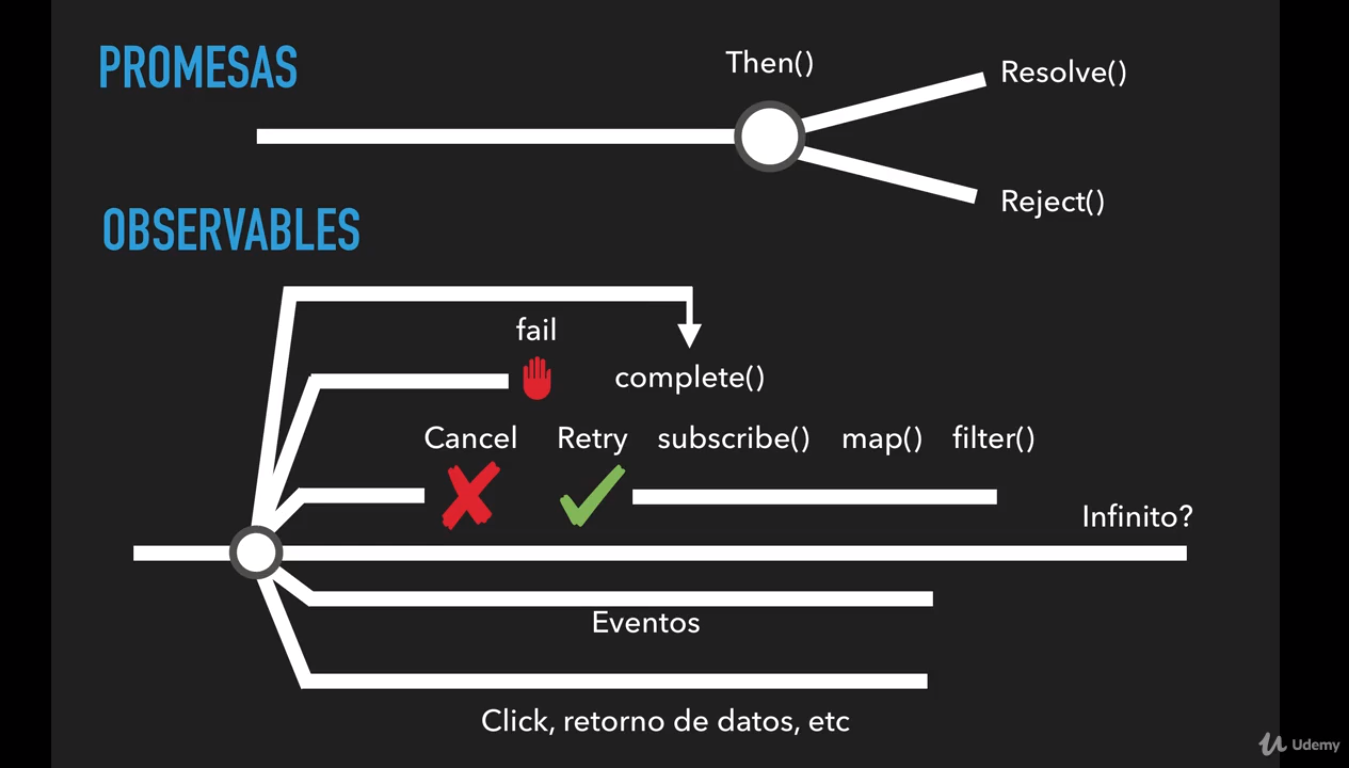 PROMESAS
Then()
Resolve()
Reject()
OBSERVABLES
fail
complete()
Cancel Retry subscribe() map() filter()
Infinito?
Eventos
Click, retorno de datos, etc
Udemy